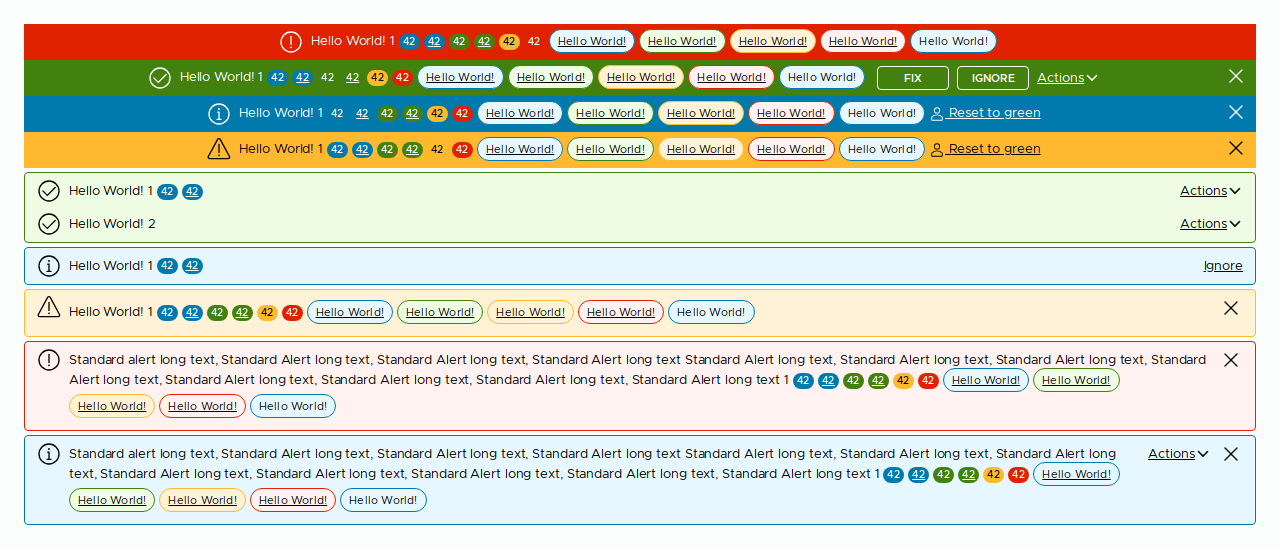 Hello World! 1 42 42 42 42 42 42 Hello World! Hello World! Hello World! Hello World! Hello World!
Hello World! 1 42 42 42 42 42 42 Hello World! Hello World! Hello World! Hello World! Hello World! FIX IGNORE Actions
Hello World! 1 42 42 42 42 42 42 Hello World! Hello World! Hello World! Hello World! Hello World! Reset to green
Hello World! 1 42 42 42 42 42 42 Hello World! Hello World! Hello World! Hello World! Hello World! Reset to green
Hello World! 1 42 42 Actions
Hello World! 2 Actions
Hello World! 1 42 42 Ignore
Hello World! 1 42 42 42 42 42 42 Hello World! Hello World! Hello World! Hello World! Hello World!
Standard alert long text, Standard Alert long text, Standard Alert long text, Standard Alert long text Standard Alert long text, Standard Alert long text, Standard Alert long text, Standard
Alert long text, Standard Alert long text, Standard Alert long text, Standard Alert long text, Standard Alert long text 1 42 42 42 42 42 42 Hello World! Hello World!
Hello World! Hello World! Hello World!
Standard alert long text, Standard Alert long text, Standard Alert long text, Standard Alert long text Standard Alert long text, Standard Alert long text, Standard Alert long Actions
text, Standard Alert long text, Standard Alert long text, Standard Alert long text, Standard Alert long text, Standard Alert long text 1 42 42 42 42 42 42 Hello World!
Hello World! Hello World! Hello World! Hello World!